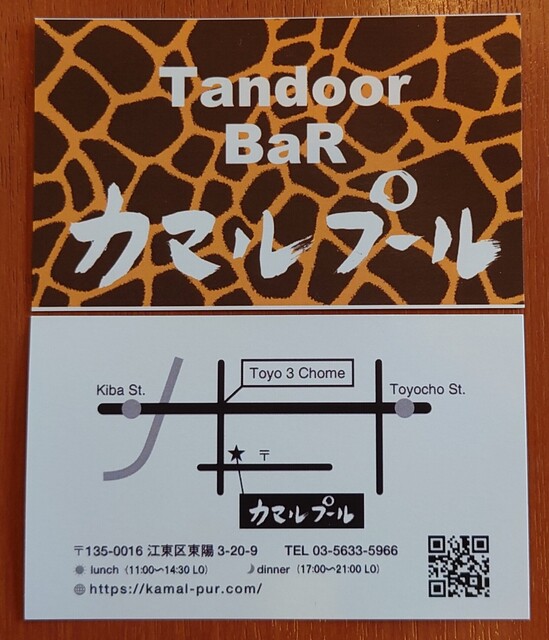 Tandoor
BaR
カマル プール
Kiba St.
Toyo 3 Chome
Toyocho St.
★ 〒
カマル プール
〒135-0016 江東区東陽 3-20-9 TEL 03-5633-5966
lunch (11:00〜14:30 LO) dinner (17:00〜21:00 LO)
https://kamal-pur.com/